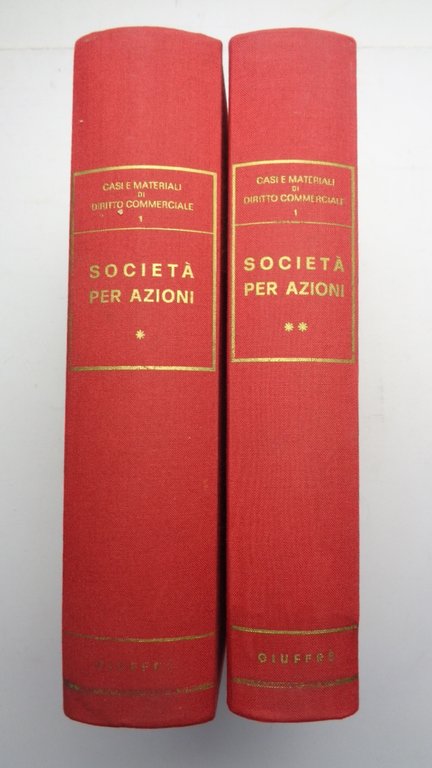 CASI E MATERIALI
DI
DIRITTO COMMERCIALE
1
SOCIETÀ
PER AZIONI
*
GIUFFRÈ
CASI E MATERIALI
DI
DIRITTO COMMERCIALE
1
SOCIETÀ
PER AZIONI
**
GIUFFRÈ